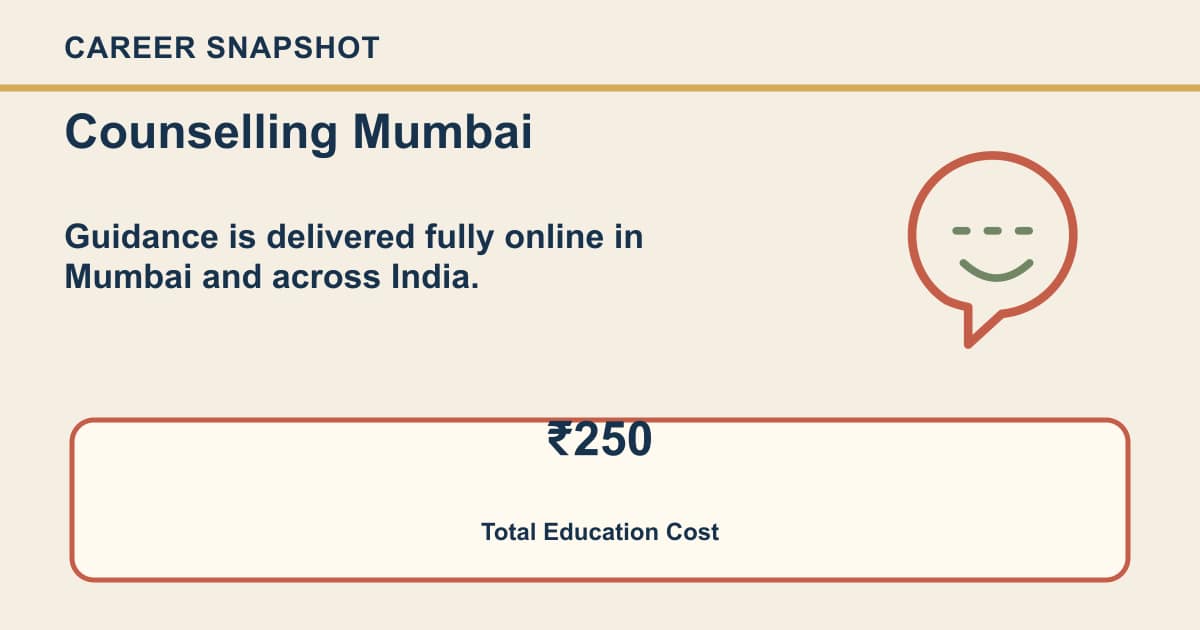 CAREER SNAPSHOT
Counselling Mumbai
Guidance is delivered fully online in
Mumbai and across India.
₹250
Total Education Cost